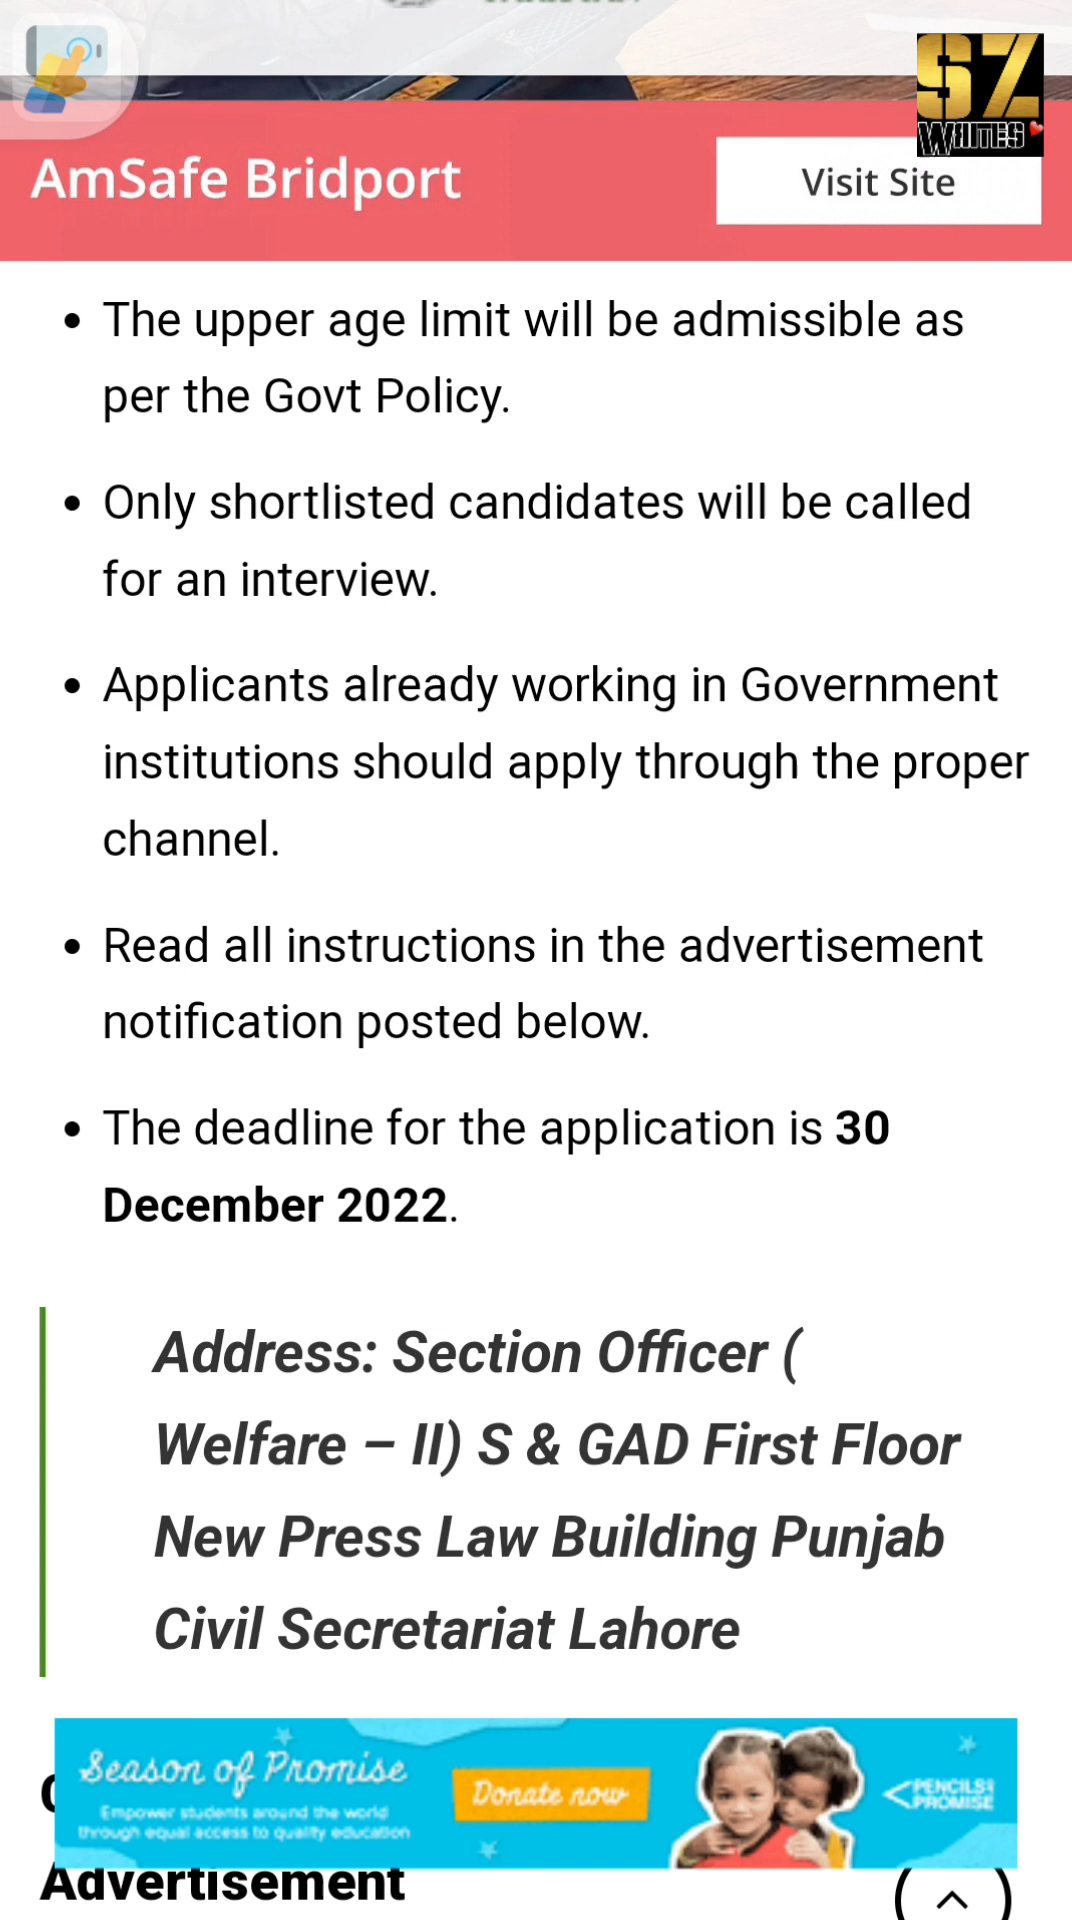 SZ
WRITES
AmSafe Bridport
Visit Site
• The upper age limit will be admissible as
per the Govt Policy.
• Only shortlisted candidates will be called
for an interview.
• Applicants already working in Government
institutions should apply through the proper
channel.
• Read all instructions in the advertisement
notification posted below.
• The deadline for the application is 30
December 2022.
Address: Section Officer (
Welfare – II) S & GAD First Floor
New Press Law Building Punjab
Civil Secretariat Lahore
Season of Promise
Empower students around the world
through equal access to quality education
Donate now
PENCILS OF
PROMISE
Advertisement